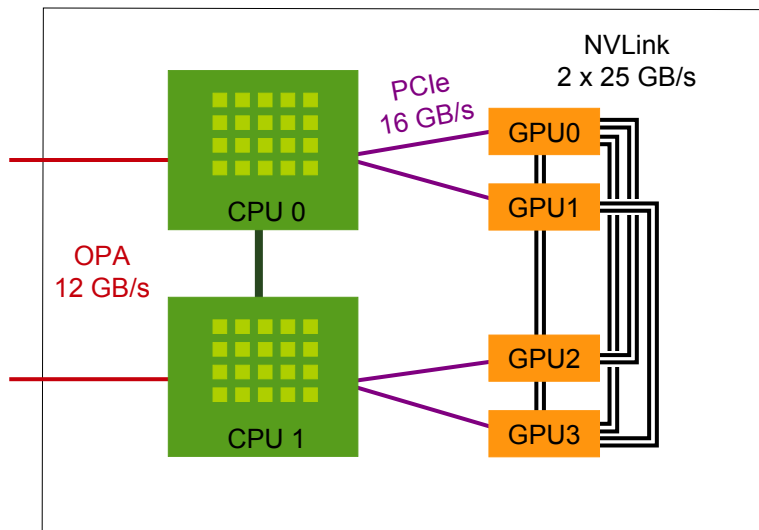 NVLink
2 x 25 GB/s
PCIe
16 GB/s
GPU0
GPU1
CPU 0
OPA
12 GB/s
GPU2
GPU3
CPU 1